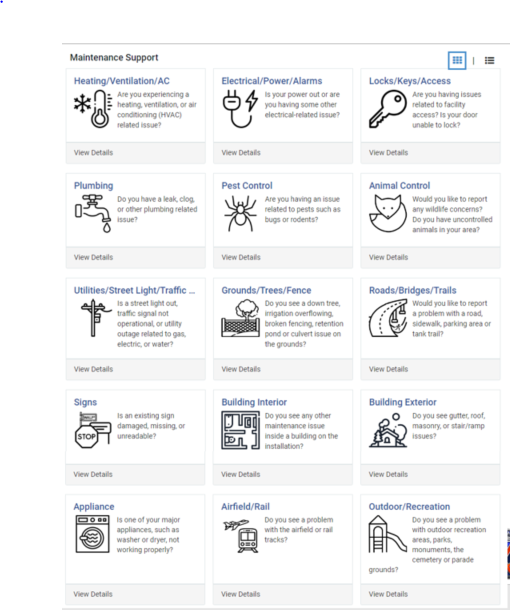 Maintenance Support
Heating/Ventilation/AC
Are you experiencing a
heating, ventilation, or air
conditioning (HVAC)
related issue?
View Details
Electrical/Power/Alarms
Is your power out or are
you having some other
electrical-related issue?
View Details
Locks/Keys/Access
Are you having issues
related to facility
access? Is your door
unable to lock?
View Details
Plumbing
Do you have a leak, clog,
or other plumbing related
issue?
View Details
Pest Control
Are you having an issue
related to pests such as
bugs or rodents?
View Details
Animal Control
Would you like to report
any wildlife concerns?
Do you have uncontrolled
animals in your area?
View Details
Utilities/Street Light/Traffic ...
Is a street light out,
traffic signal not
operational, or utility
outage related to gas,
electric, or water?
View Details
Grounds/Trees/Fence
Do you see a down tree,
irrigation overflowing,
broken fencing, retention
pond or culvert issue on
the grounds?
View Details
Roads/Bridges/Trails
Would you like to report
a problem with a road,
sidewalk, parking area or
tank trail?
View Details
Signs
STOP
Is an existing sign
damaged, missing, or
unreadable?
View Details
Building Interior
Do you see any other
maintenance issue
inside a building on the
installation?
View Details
Building Exterior
Do you see gutter, roof,
masonry, or stair/ramp
issues?
View Details
Appliance
Is one of your major
appliances, such as
washer or dryer, not
working properly?
View Details
Airfield/Rail
Do you see a problem
with the airfield or rail
tracks?
View Details
Outdoor/Recreation
Do you see a problem
with outdoor recreation
areas, parks,
monuments, the
cemetery or parade
grounds?
View Details